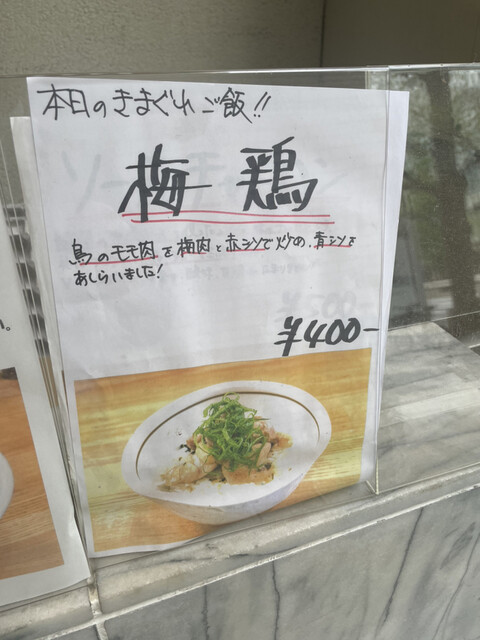 本日のきまぐれご飯!!
梅鶏
鳥のモモ肉を梅肉と赤シソで炒め、青シソを
あしらいました!
¥400-
い。